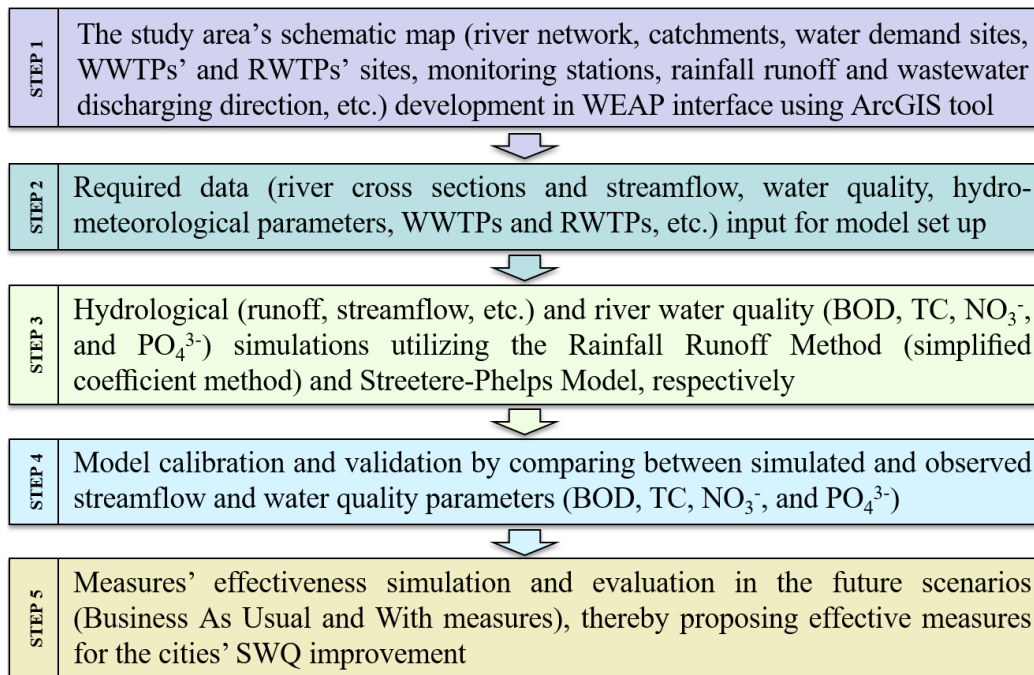 STEP 1
The study area's schematic map (river network, catchments, water demand sites,
WWTPs' and RWTPs' sites, monitoring stations, rainfall runoff and wastewater
discharging direction, etc.) development in WEAP interface using ArcGIS tool
STEP2
Required data (river cross sections and streamflow, water quality, hydro-
meteorological parameters, WWTPs and RWTPs, etc.) input for model set up
STEP 3
Hydrological (runoff, streamflow, etc.) and river water quality (BOD, TC, NO₃⁻,
and PO₄³⁻) simulations utilizing the Rainfall Runoff Method (simplified
coefficient method) and Streetere-Phelps Model, respectively
STEP 4
Model calibration and validation by comparing between simulated and observed
streamflow and water quality parameters (BOD, TC, NO₃⁻, and PO₄³⁻)
STEP 5
Measures' effectiveness simulation and evaluation in the future scenarios
(Business As Usual and With measures), thereby proposing effective measures
for the cities' SWQ improvement